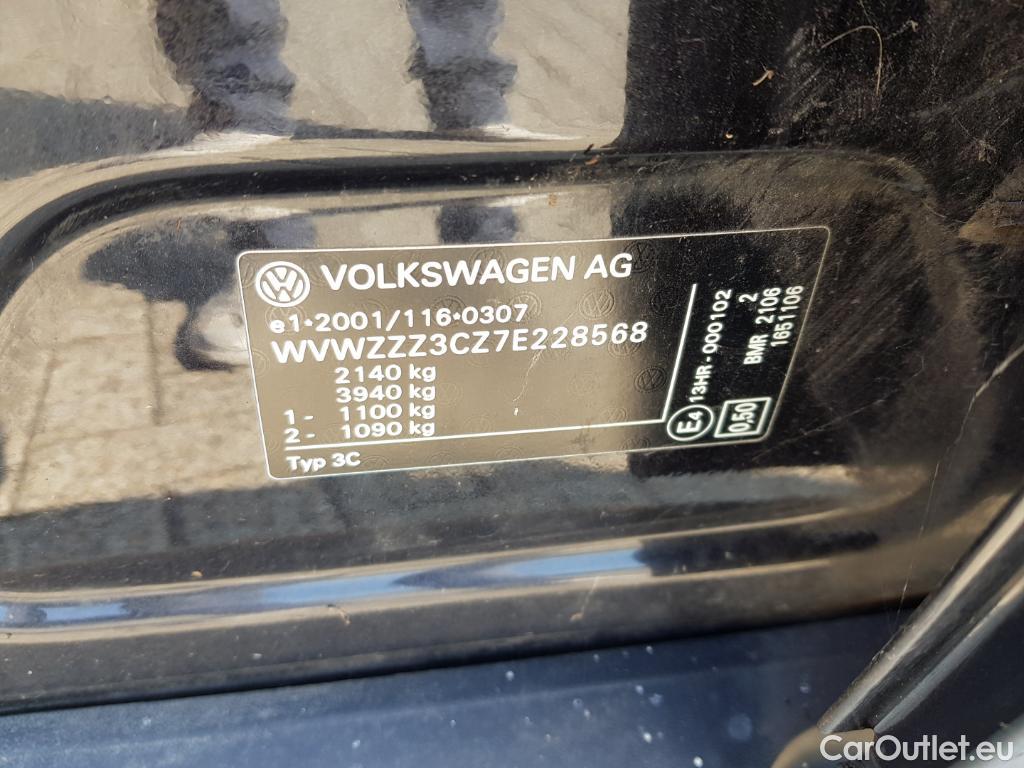 VOLKSWAGEN AG
e1*2001/116*0307
WVWZZZ3CZ7E228568
2140 kg
3940 kg
1 - 1100 kg
2 - 1090 kg
Typ 3C
E4 13HR-000102
0,50 BMR 2
2106
1651106
CarOutlet.eu